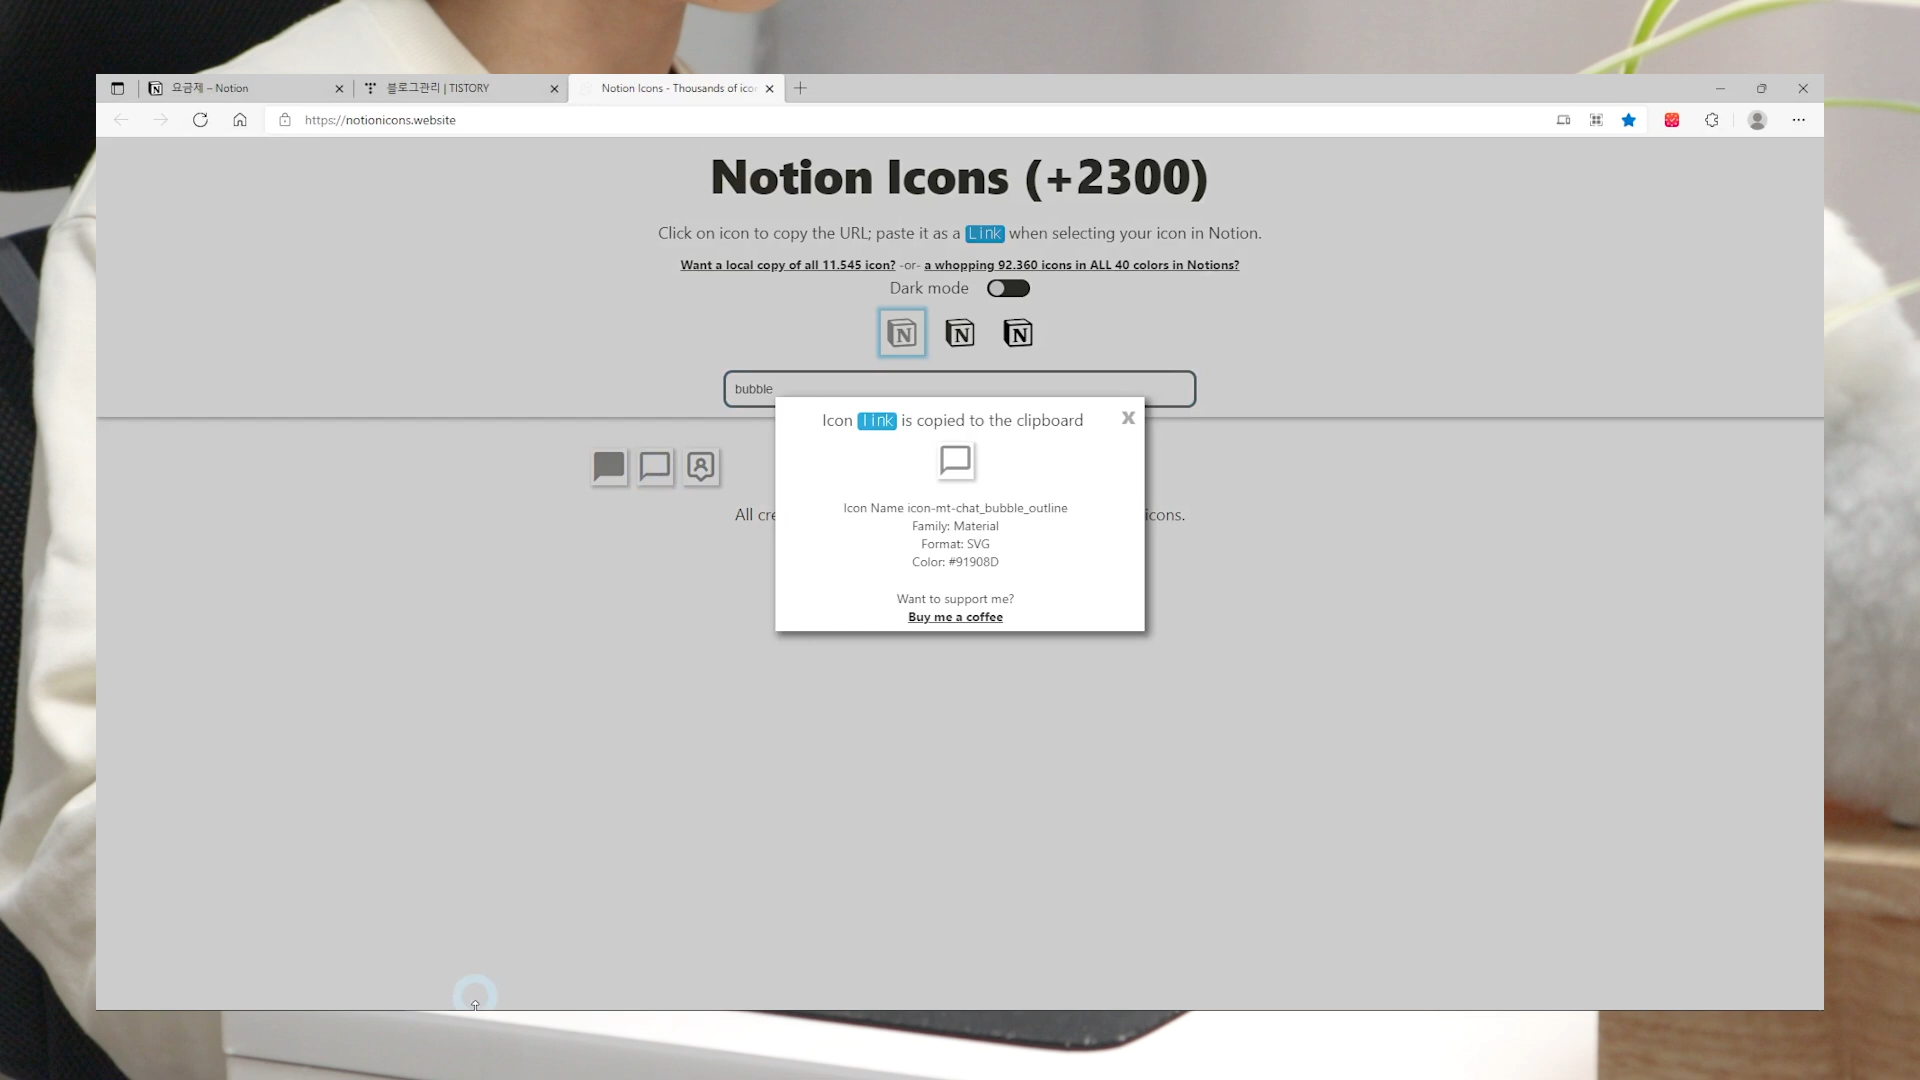 요금제 – Notion
블로그관리 | TISTORY
Notion Icons - Thousands of ico
https://notionicons.website
Notion Icons (+2300)
Click on icon to copy the URL; paste it as a Link when selecting your icon in Notion.
Want a local copy of all 11.545 icon? -or- a whopping 92.360 icons in ALL 40 colors in Notions?
Dark mode
N N N
bubble
Icon link is copied to the clipboard
X
Icon Name icon-mt-chat_bubble_outline
All cre
icons.
Family: Material
Format: SVG
Color: #91908D
Want to support me?
Buy me a coffee